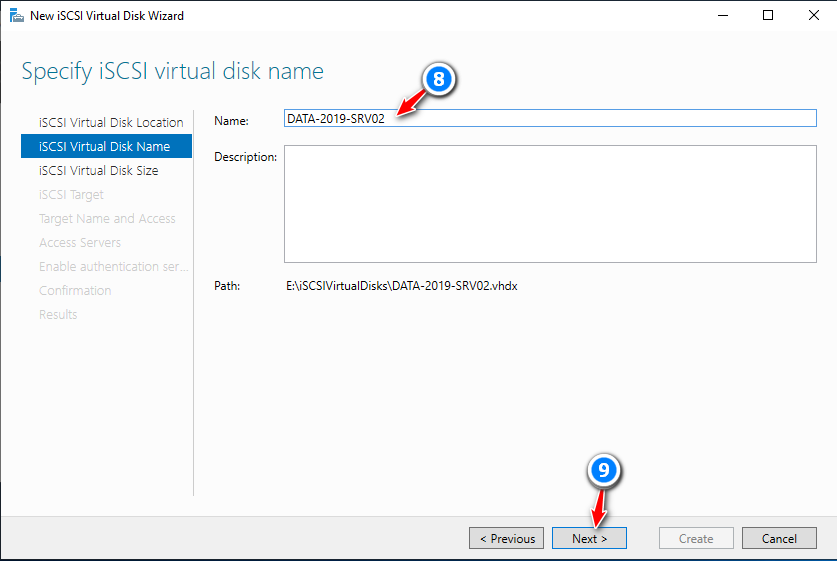 New iSCSI Virtual Disk Wizard
Specify iSCSI virtual disk name
8
iSCSI Virtual Disk Location
iSCSI Virtual Disk Name
iSCSI Virtual Disk Size
iSCSI Target
Target Name and Access
Access Servers
Enable authentication ser...
Confirmation
Results
Name: DATA-2019-SRV02
Description:
Path: E:\iSCSIVirtualDisks\DATA-2019-SRV02.vhdx
9
< Previous Next > Create Cancel